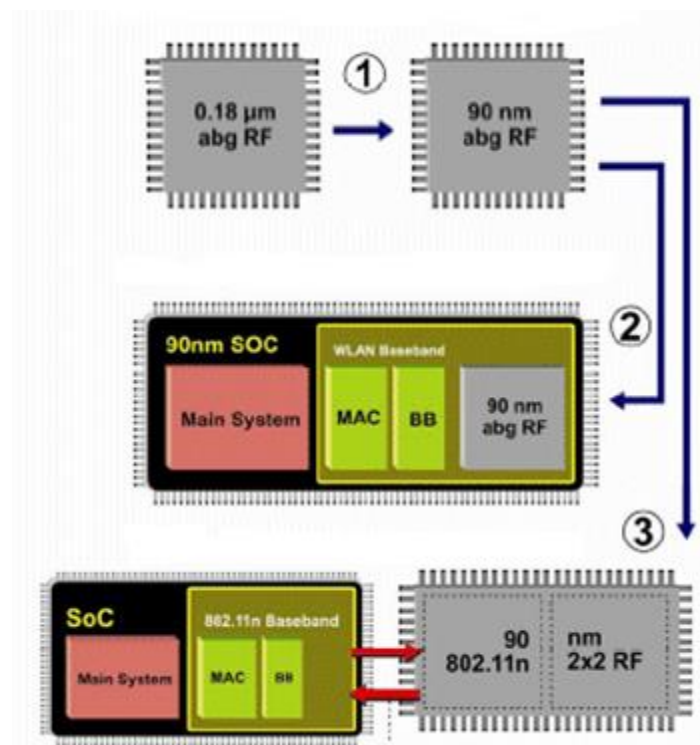 0.18 µm
abg RF
①
90 nm
abg RF
②
90nm SOC
WLAN Baseband
Main System
MAC
BB
90 nm
abg RF
③
SoC
802.11n Baseband
Main System
MAC
BB
90 nm
802.11n 2x2 RF